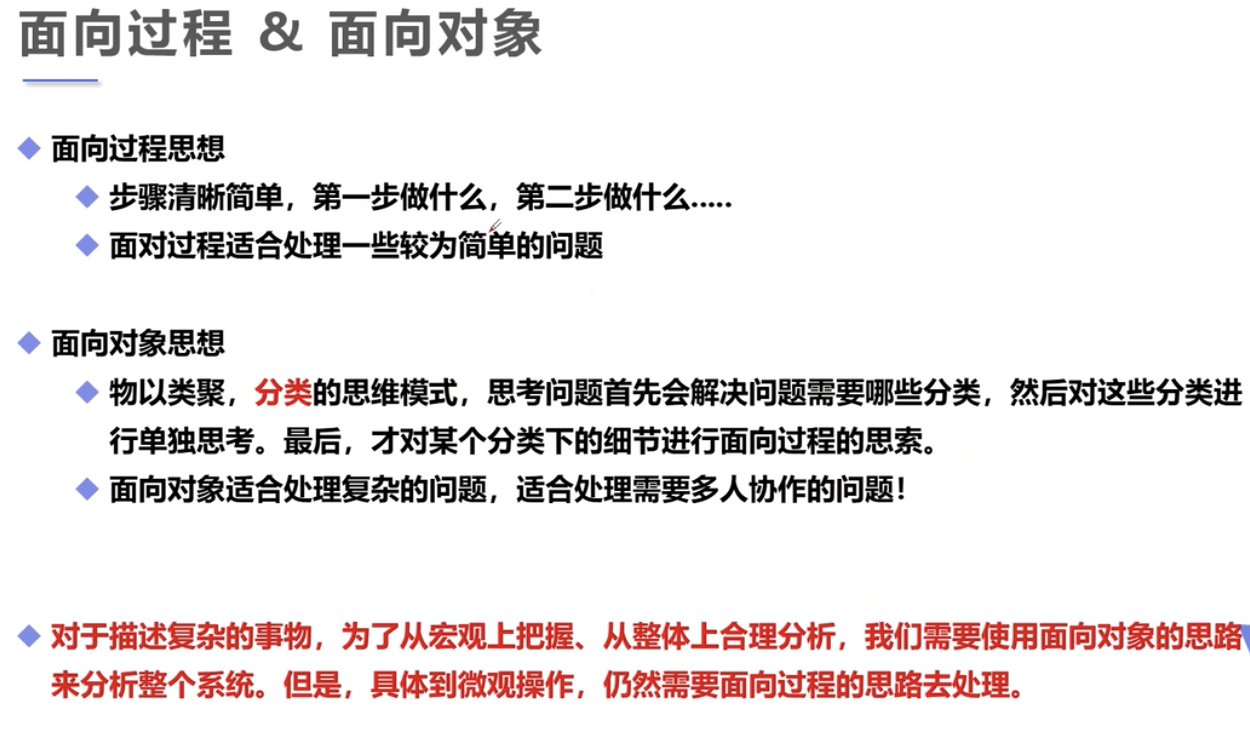 面向过程 & 面向对象
面向过程思想
步骤清晰简单，第一步做什么，第二步做什么.....
面对过程适合处理一些较为简单的问题
面向对象思想
物以类聚，分类的思维模式，思考问题首先会解决问题需要哪些分类，然后对这些分类进
行单独思考。最后，才对某个分类下的细节进行面向过程的思索。
面向对象适合处理复杂的问题，适合处理需要多人协作的问题！
对于描述复杂的事物，为了从宏观上把握、从整体上合理分析，我们需要使用面向对象的思路
来分析整个系统。但是，具体到微观操作，仍然需要面向过程的思路去处理。